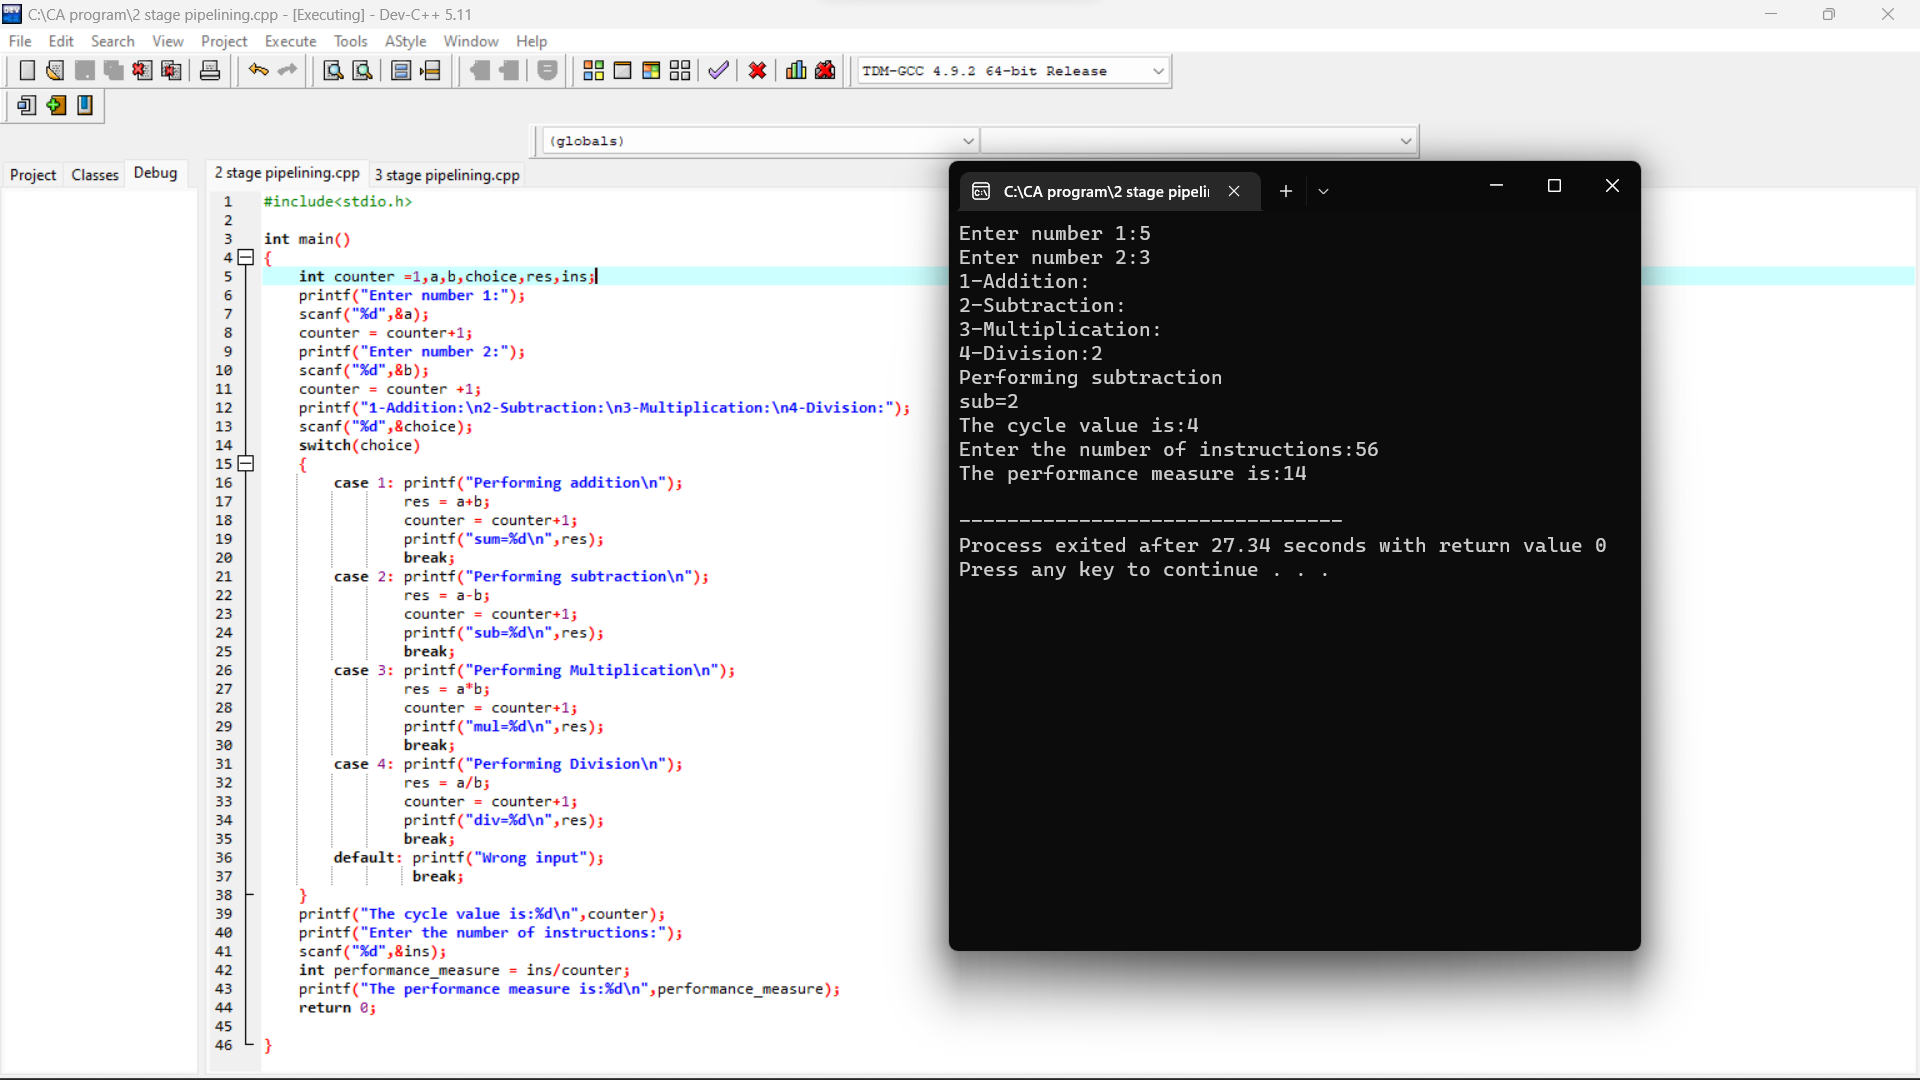 C:\CA program\2 stage pipelining.cpp - [Executing] - Dev-C++ 5.11
File Edit Search View Project Execute Tools AStyle Window Help
TDM-GCC 4.9.2 64-bit Release
(globals)
Project Classes Debug
2 stage pipelining.cpp 3 stage pipelining.cpp
1 #include<stdio.h>
2
3 int main()
4 {
5 int counter =1,a,b,choice,res,ins;
6 printf("Enter number 1:");
7 scanf("%d",&a);
8 counter = counter+1;
9 printf("Enter number 2:");
10 scanf("%d",&b);
11 counter = counter +1;
12 printf("1-Addition:\n2-Subtraction:\n3-Multiplication:\n4-Division:");
13 scanf("%d",&choice);
14 switch(choice)
15 {
16 case 1: printf("Performing addition\n");
17 res = a+b;
18 counter = counter+1;
19 printf("sum=%d\n",res);
20 break;
21 case 2: printf("Performing subtraction\n");
22 res = a-b;
23 counter = counter+1;
24 printf("sub=%d\n",res);
25 break;
26 case 3: printf("Performing Multiplication\n");
27 res = a*b;
28 counter = counter+1;
29 printf("mul=%d\n",res);
30 break;
31 case 4: printf("Performing Division\n");
32 res = a/b;
33 counter = counter+1;
34 printf("div=%d\n",res);
35 break;
36 default: printf("Wrong input");
37 break;
38 }
39 printf("The cycle value is:%d\n",counter);
40 printf("Enter the number of instructions:");
41 scanf("%d",&ins);
42 int performance_measure = ins/counter;
43 printf("The performance measure is:%d\n",performance_measure);
44 return 0;
45
46 }
C:\CA program\2 stage pipelin
Enter number 1:5
Enter number 2:3
1-Addition:
2-Subtraction:
3-Multiplication:
4-Division:2
Performing subtraction
sub=2
The cycle value is:4
Enter the number of instructions:56
The performance measure is:14
--------------------------------
Process exited after 27.34 seconds with return value 0
Press any key to continue . . .